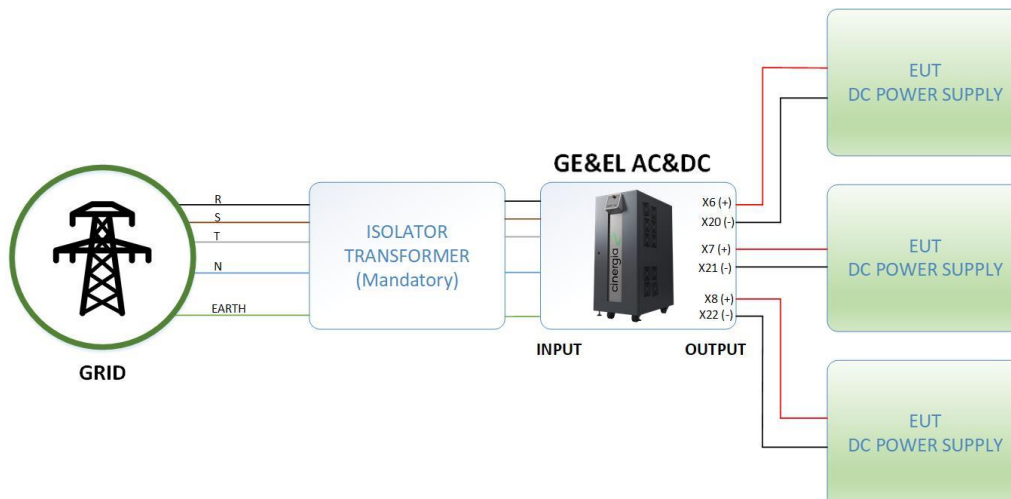 GRID
R
S
T
N
EARTH
ISOLATOR
TRANSFORMER
(Mandatory)
GE&EL AC&DC
cinergia
X6 (+)
X20 (-)
X7 (+)
X21 (-)
X8 (+)
X22 (-)
INPUT
OUTPUT
EUT
DC POWER SUPPLY
EUT
DC POWER SUPPLY
EUT
DC POWER SUPPLY